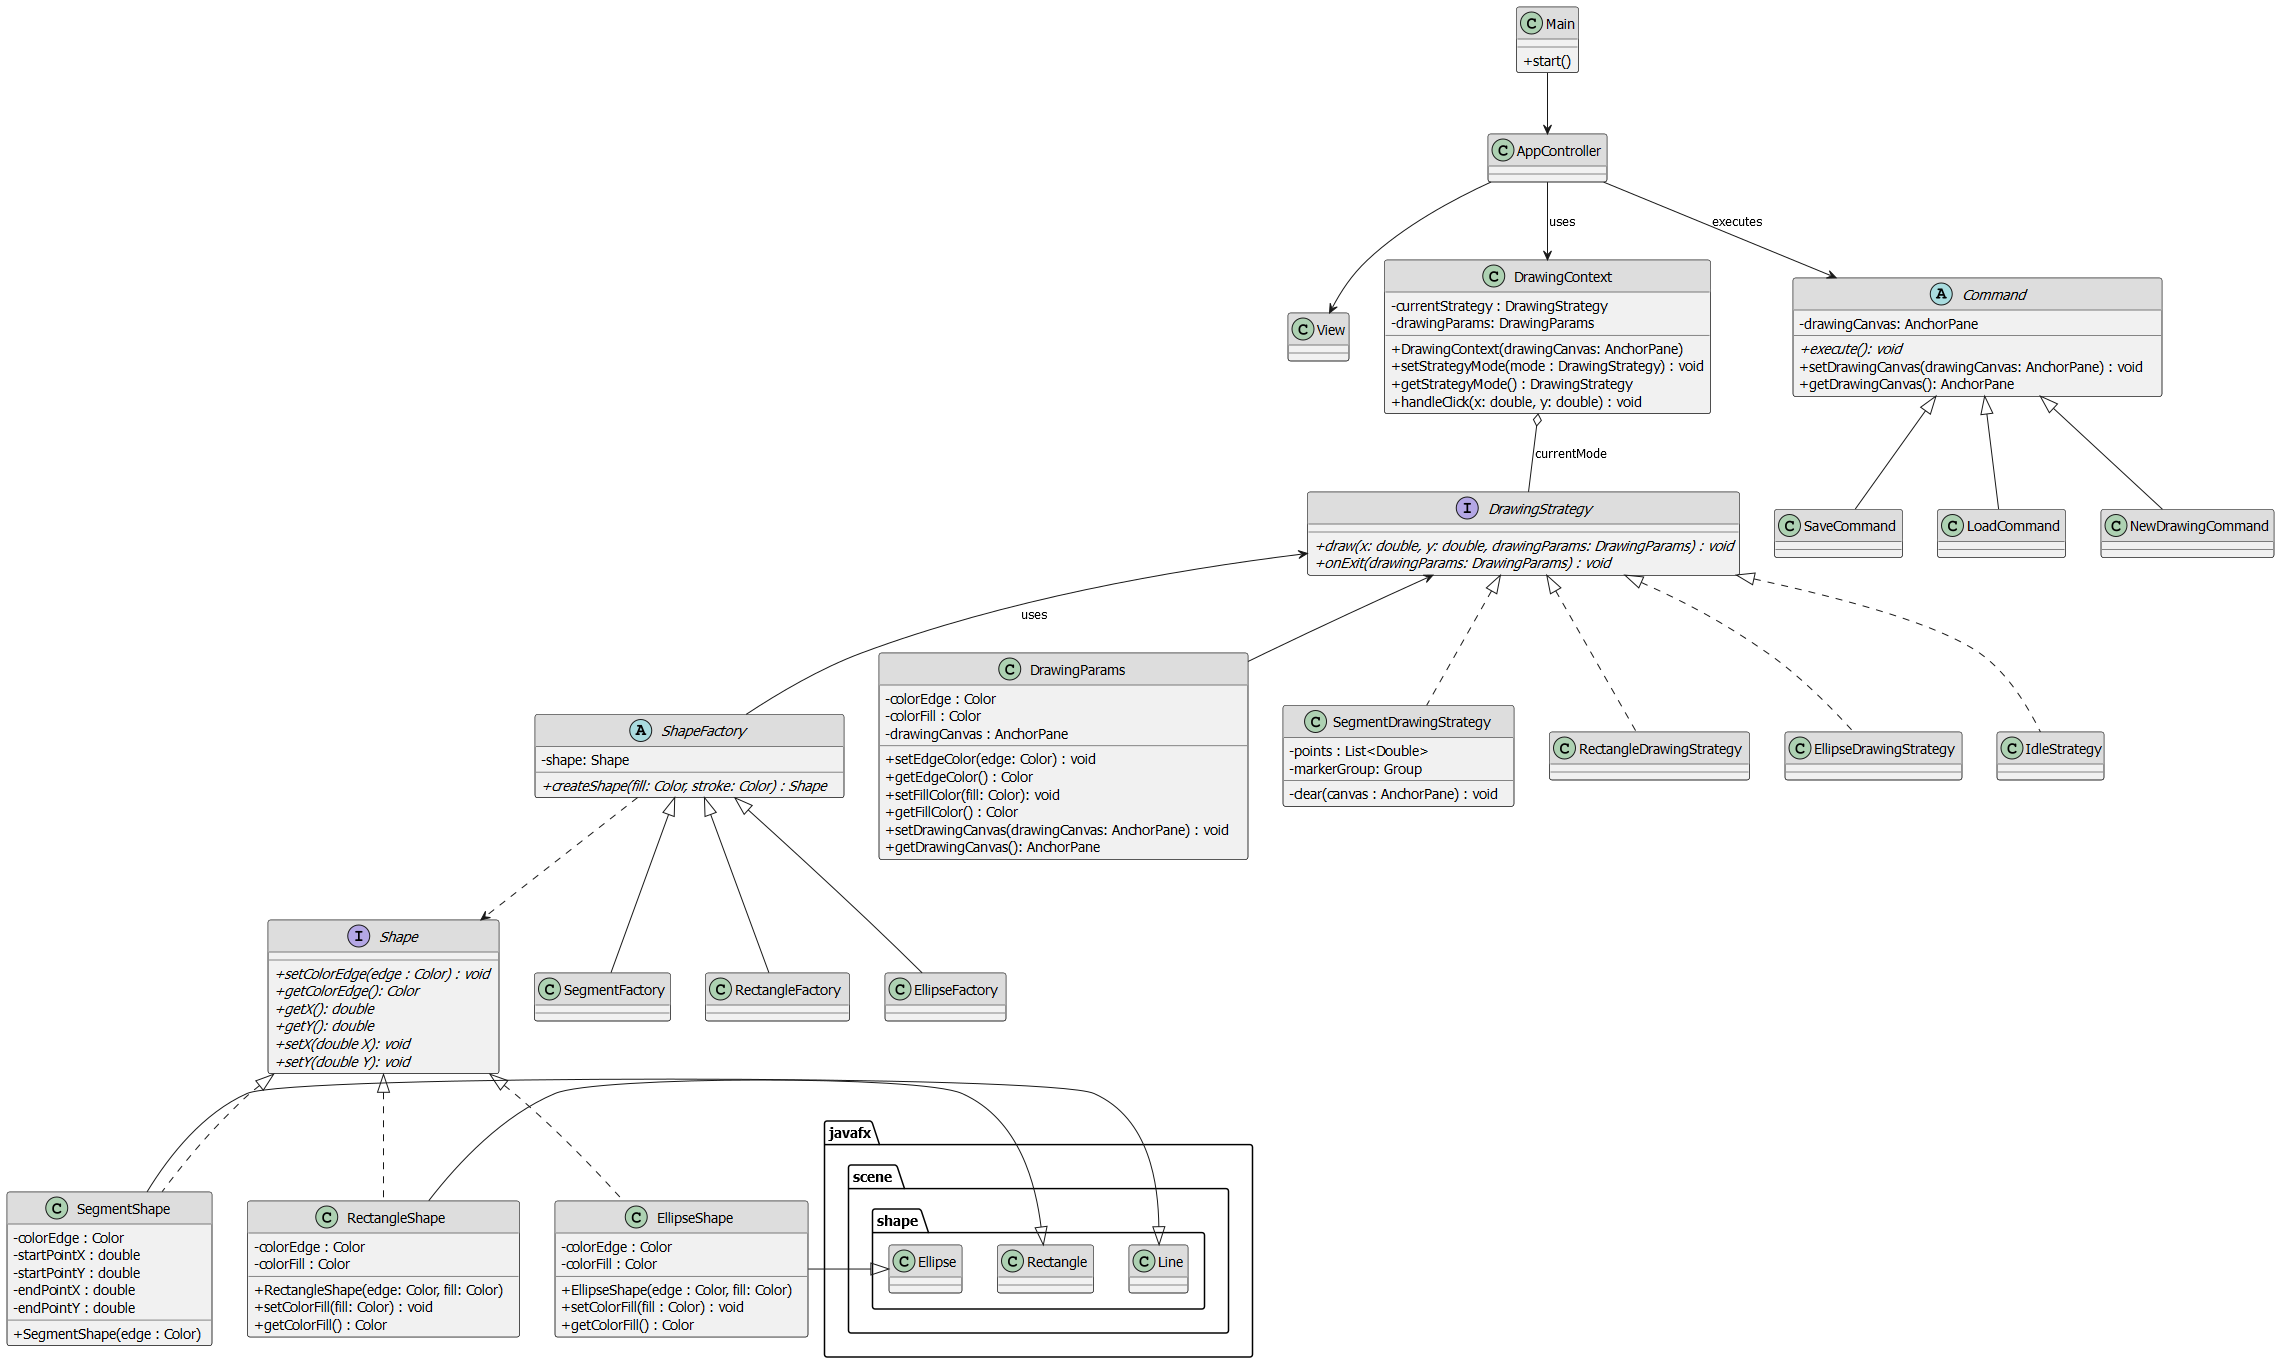 C Main
+start()
C AppController
uses
executes
C View
C DrawingContext
-currentStrategy : DrawingStrategy
-drawingParams: DrawingParams
+DrawingContext(drawingCanvas: AnchorPane)
+setStrategyMode(mode : DrawingStrategy) : void
+getStrategyMode() : DrawingStrategy
+handleClick(x: double, y: double) : void
A Command
-drawingCanvas: AnchorPane
+execute(): void
+setDrawingCanvas(drawingCanvas: AnchorPane) : void
+getDrawingCanvas(): AnchorPane
currentMode
I DrawingStrategy
+draw(x: double, y: double, drawingParams: DrawingParams) : void
+onExit(drawingParams: DrawingParams) : void
C SaveCommand
C LoadCommand
C NewDrawingCommand
uses
A ShapeFactory
-shape: Shape
+createShape(fill: Color, stroke: Color) : Shape
C DrawingParams
-colorEdge : Color
-colorFill : Color
-drawingCanvas : AnchorPane
+setEdgeColor(edge: Color) : void
+getEdgeColor() : Color
+setFillColor(fill: Color): void
+getFillColor() : Color
+setDrawingCanvas(drawingCanvas: AnchorPane) : void
+getDrawingCanvas(): AnchorPane
C SegmentDrawingStrategy
-points : List<Double>
-markerGroup: Group
-clear(canvas : AnchorPane) : void
C RectangleDrawingStrategy
C EllipseDrawingStrategy
C IdleStrategy
I Shape
+setColorEdge(edge : Color) : void
+getColorEdge(): Color
+getX(): double
+getY(): double
+setX(double X): void
+setY(double Y): void
C SegmentFactory
C RectangleFactory
C EllipseFactory
C SegmentShape
-colorEdge : Color
-startPointX : double
-startPointY : double
-endPointX : double
-endPointY : double
+SegmentShape(edge : Color)
C RectangleShape
-colorEdge : Color
-colorFill : Color
+RectangleShape(edge: Color, fill: Color)
+setColorFill(fill: Color) : void
+getColorFill() : Color
C EllipseShape
-colorEdge : Color
-colorFill : Color
+EllipseShape(edge : Color, fill: Color)
+setColorFill(fill : Color) : void
+getColorFill() : Color
javafx
scene
shape
C Ellipse
C Rectangle
C Line